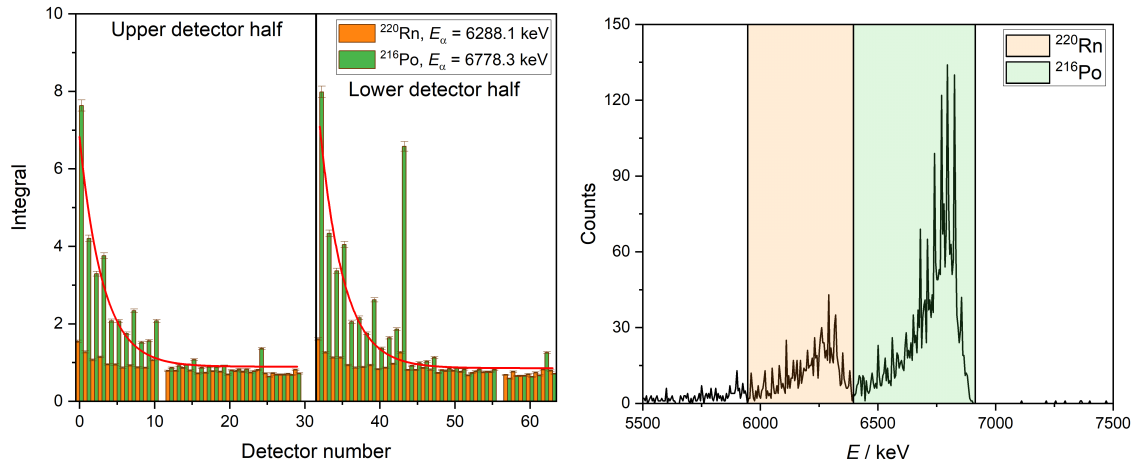 Upper detector half
²²⁰Rn, Eα = 6288.1 keV
²¹⁶Po, Eα = 6778.3 keV
Lower detector half
Integral
10
8
6
4
2
0
0 10 20 30 40 50 60
Detector number
²²⁰Rn
²¹⁶Po
Counts
150
120
90
60
30
0
5500 6000 6500 7000 7500
E / keV